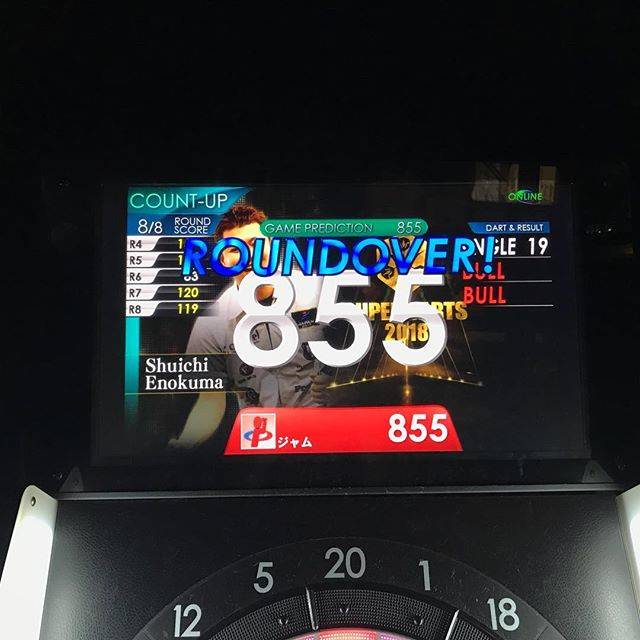 COUNT-UP
ONLINE
8/8 ROUND SCORE
GAME PREDICTION 855
DART & RESULT
ROUNDOVER!
R4
R5
R6
R7 120
R8 119
19
BULL
BULL
855
2018
Shuichi
Enokuma
ジャム 855
12 5 20 1 18